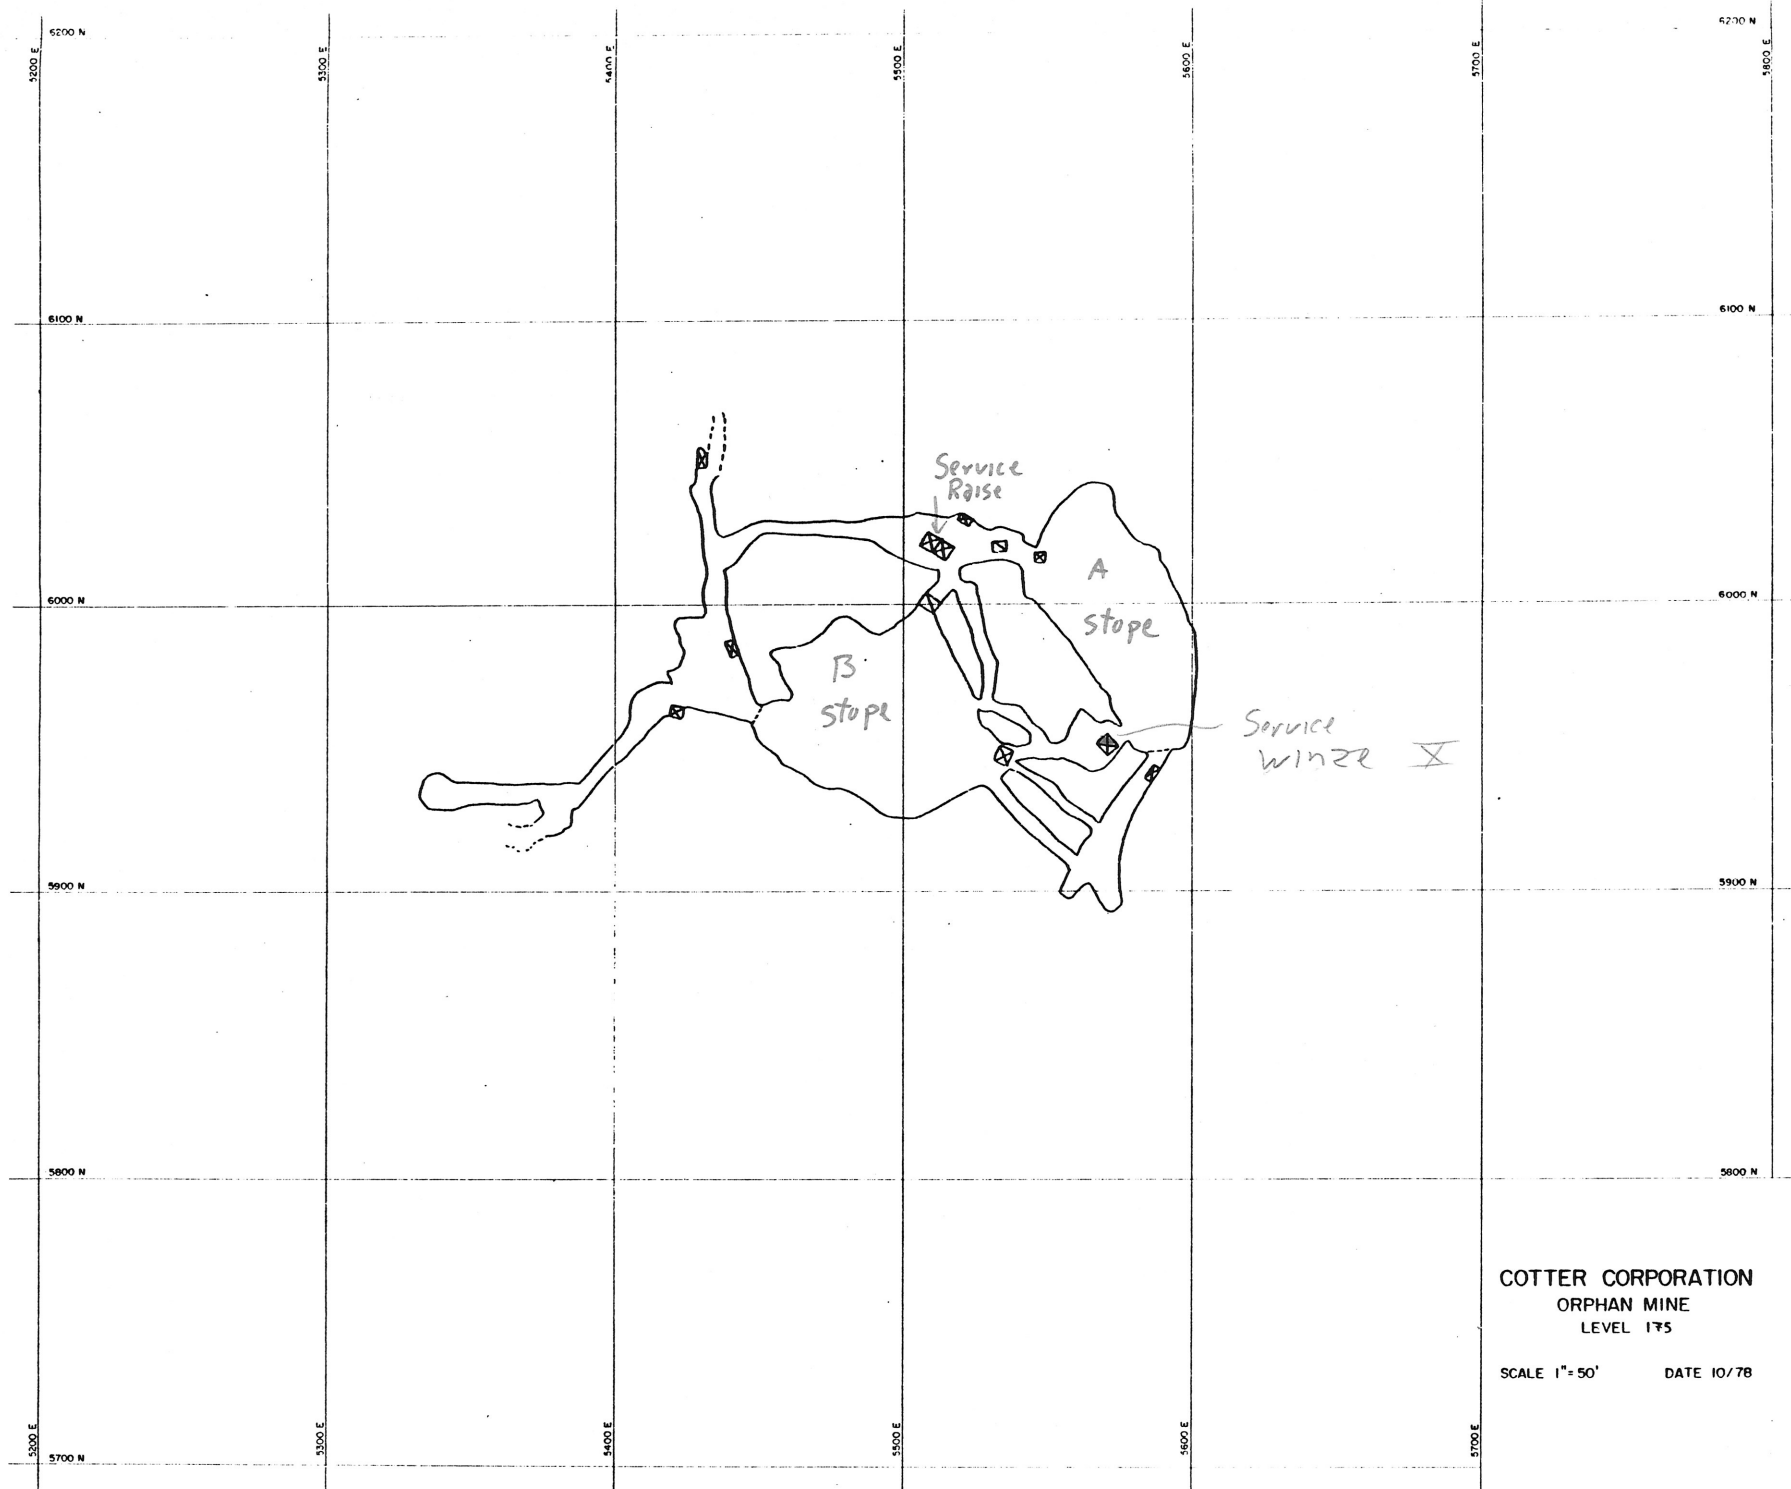 6200 N
6200 N
5200 E
5300 E
5400 E
5500 E
5600 E
5700 E
5800 E
6100 N
6100 N
Service
Raise
A
stope
6000 N
6000 N
B
stope
Service
winze X
5900 N
5900 N
5800 N
5800 N
COTTER CORPORATION
ORPHAN MINE
LEVEL 175
SCALE 1"=50' DATE 10/78
5200 E
5300 E
5400 E
5500 E
5600 E
5700 E
5700 N